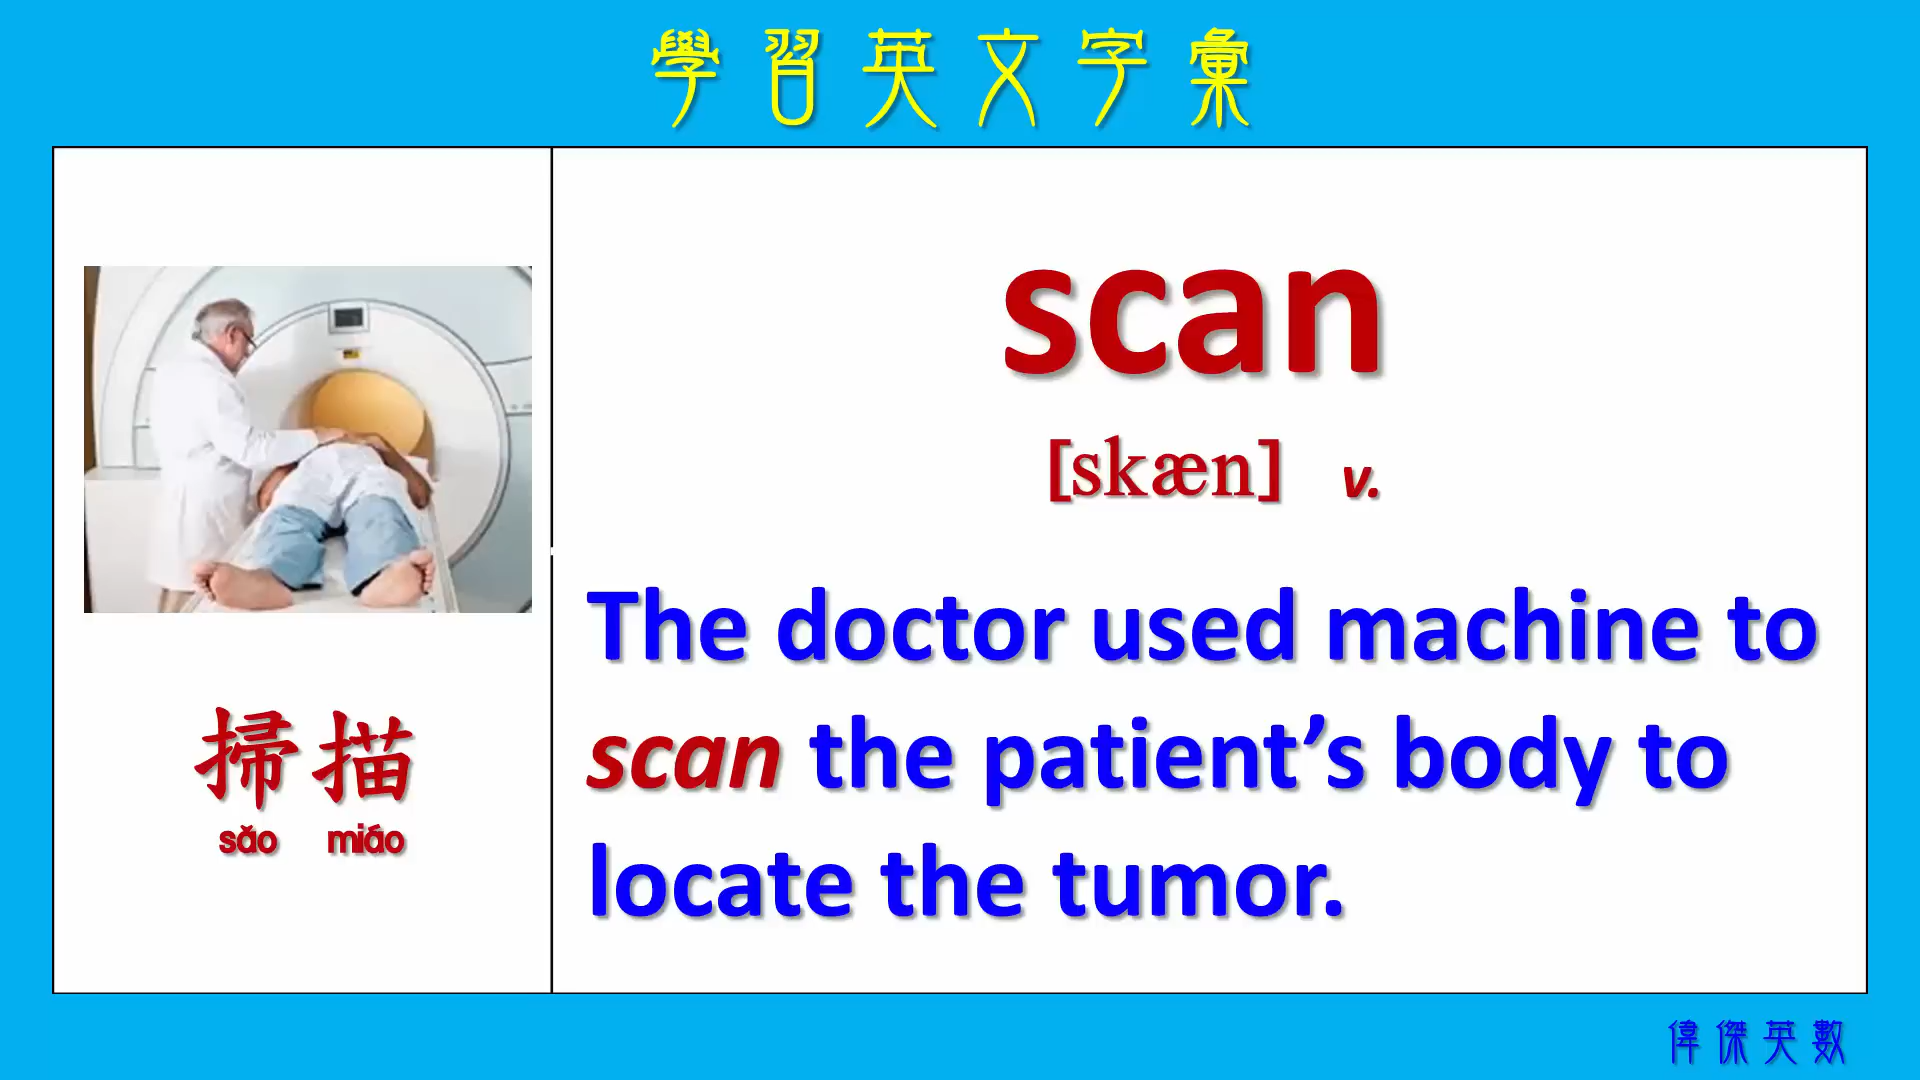 學習英文字彙
scan
[skæn] v.
The doctor used machine to
scan the patient’s body to
locate the tumor.
掃描
sǎo miáo
偉傑英數